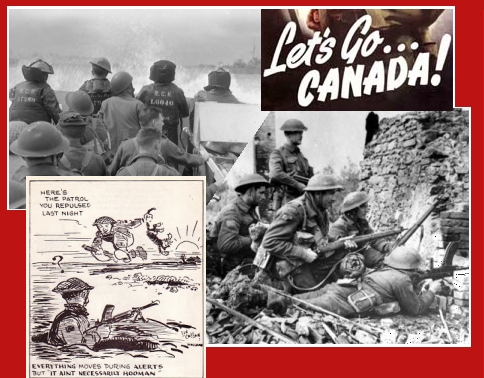 Let's Go...
CANADA!
HERE'S
THE PATROL
YOU REPULSED
LAST NIGHT
?
EVERYTHING MOVES DURING ALERTS
BUT "IT AINT NECESSARILY HOOMAN"